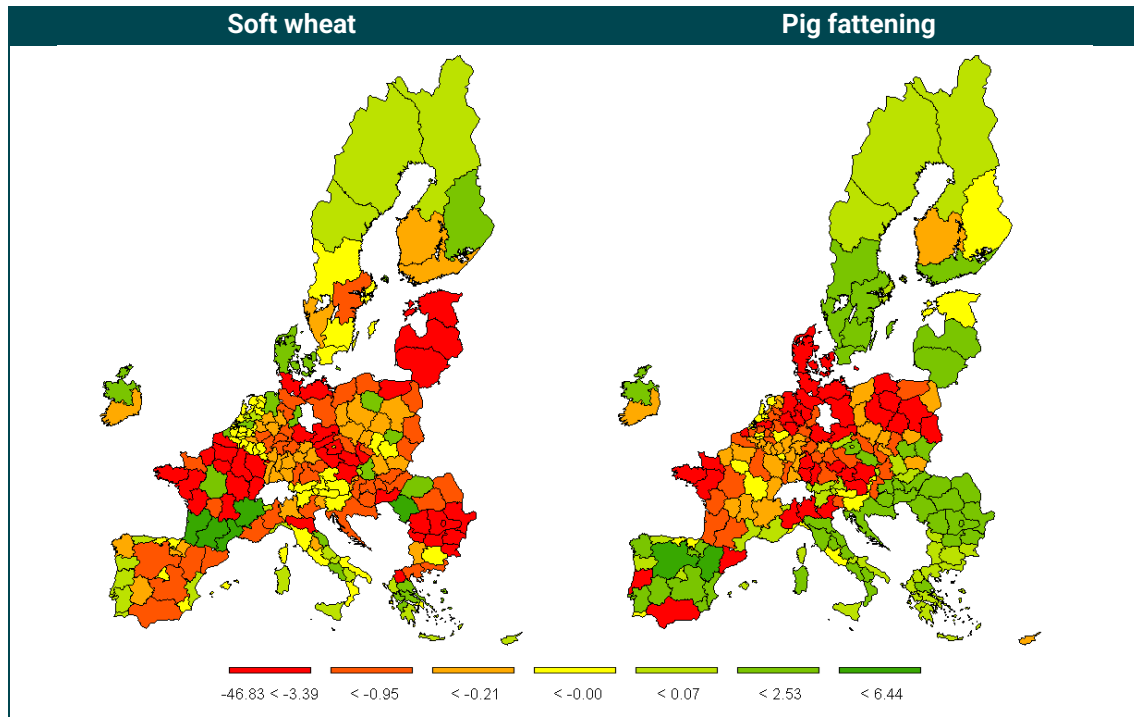 Soft wheat
Pig fattening
-46.83 < -3.39
< -0.95
< -0.21
< -0.00
< 0.07
< 2.53
< 6.44